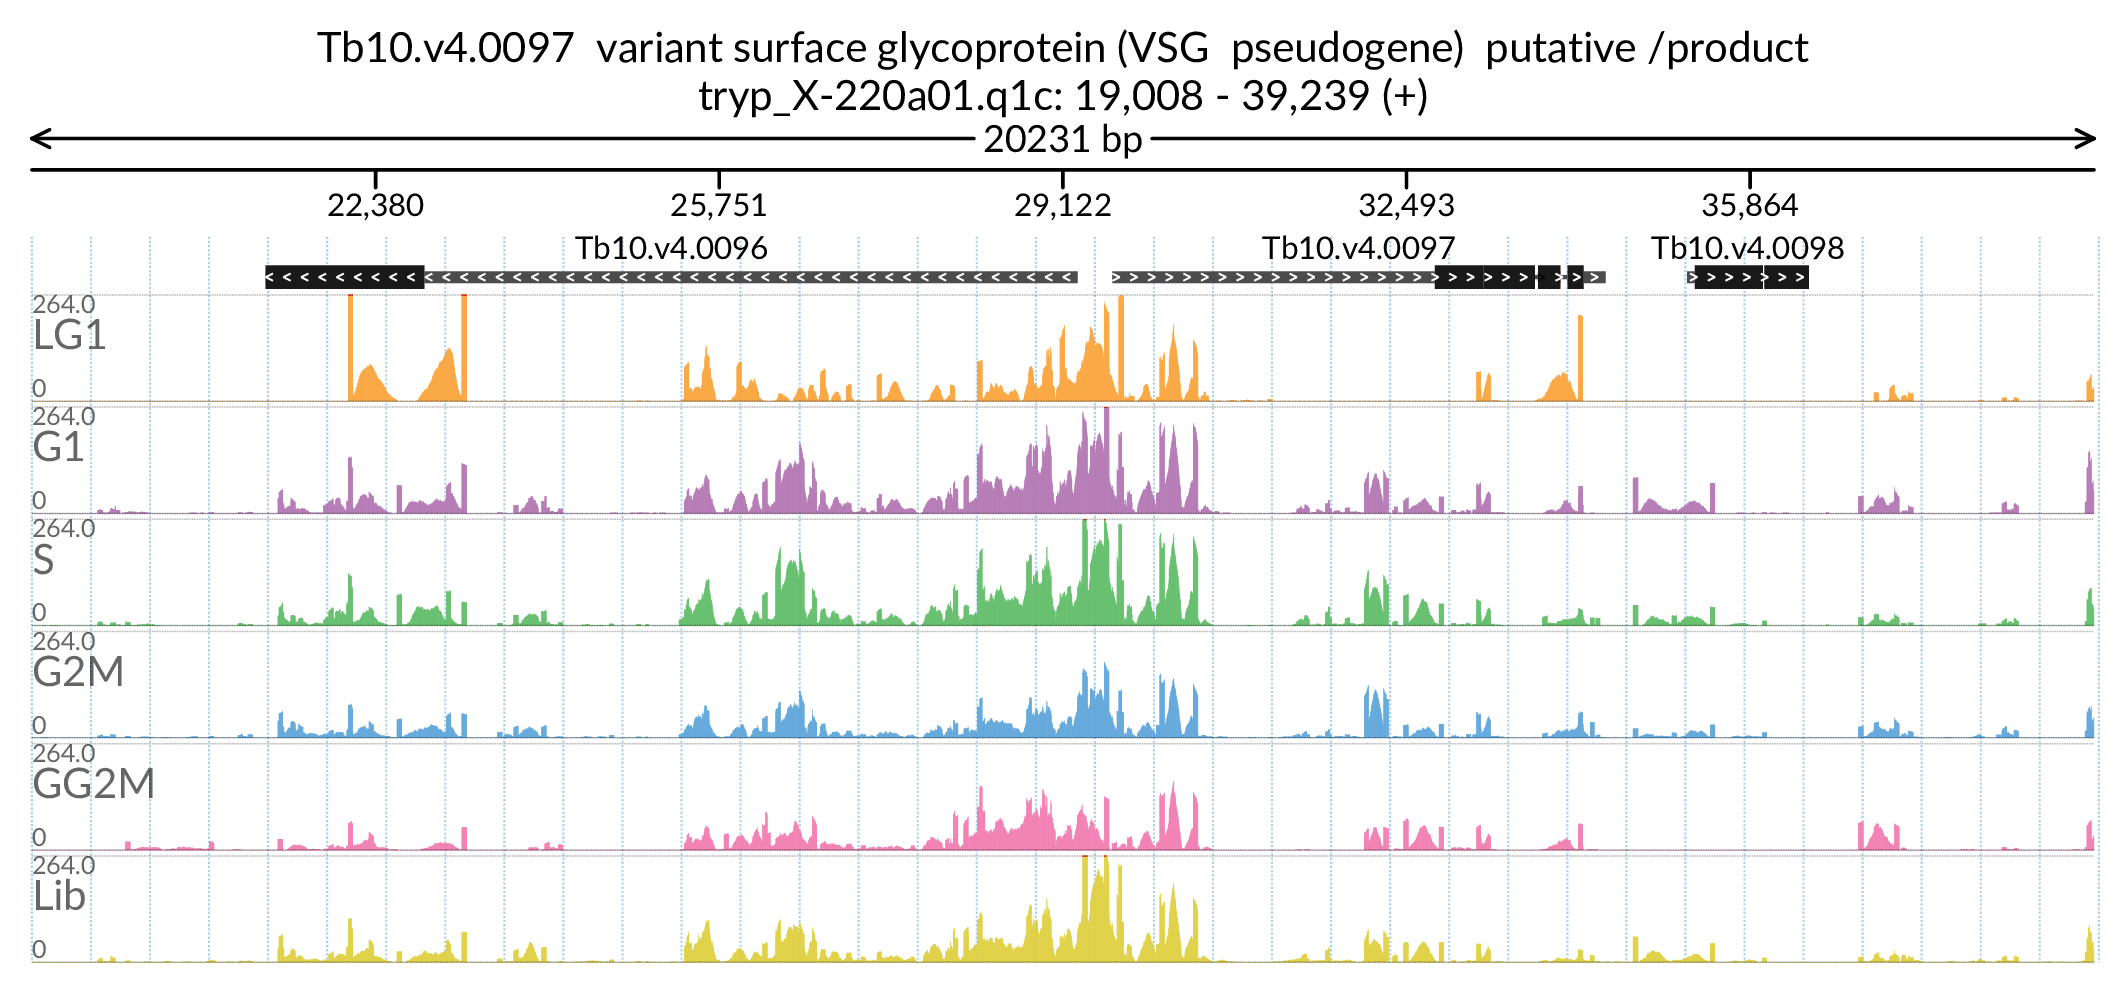 Tb10.v4.0097  variant surface glycoprotein (VSG  pseudogene)  putative /product
tryp_X-220a01.q1c: 19,008 - 39,239 (+)
20231 bp
22,380 25,751 29,122 32,493 35,864
Tb10.v4.0096 Tb10.v4.0097 Tb10.v4.0098
264.0
LG1
0
264.0
G1
0
264.0
S
0
264.0
G2M
0
264.0
GG2M
0
264.0
Lib
0